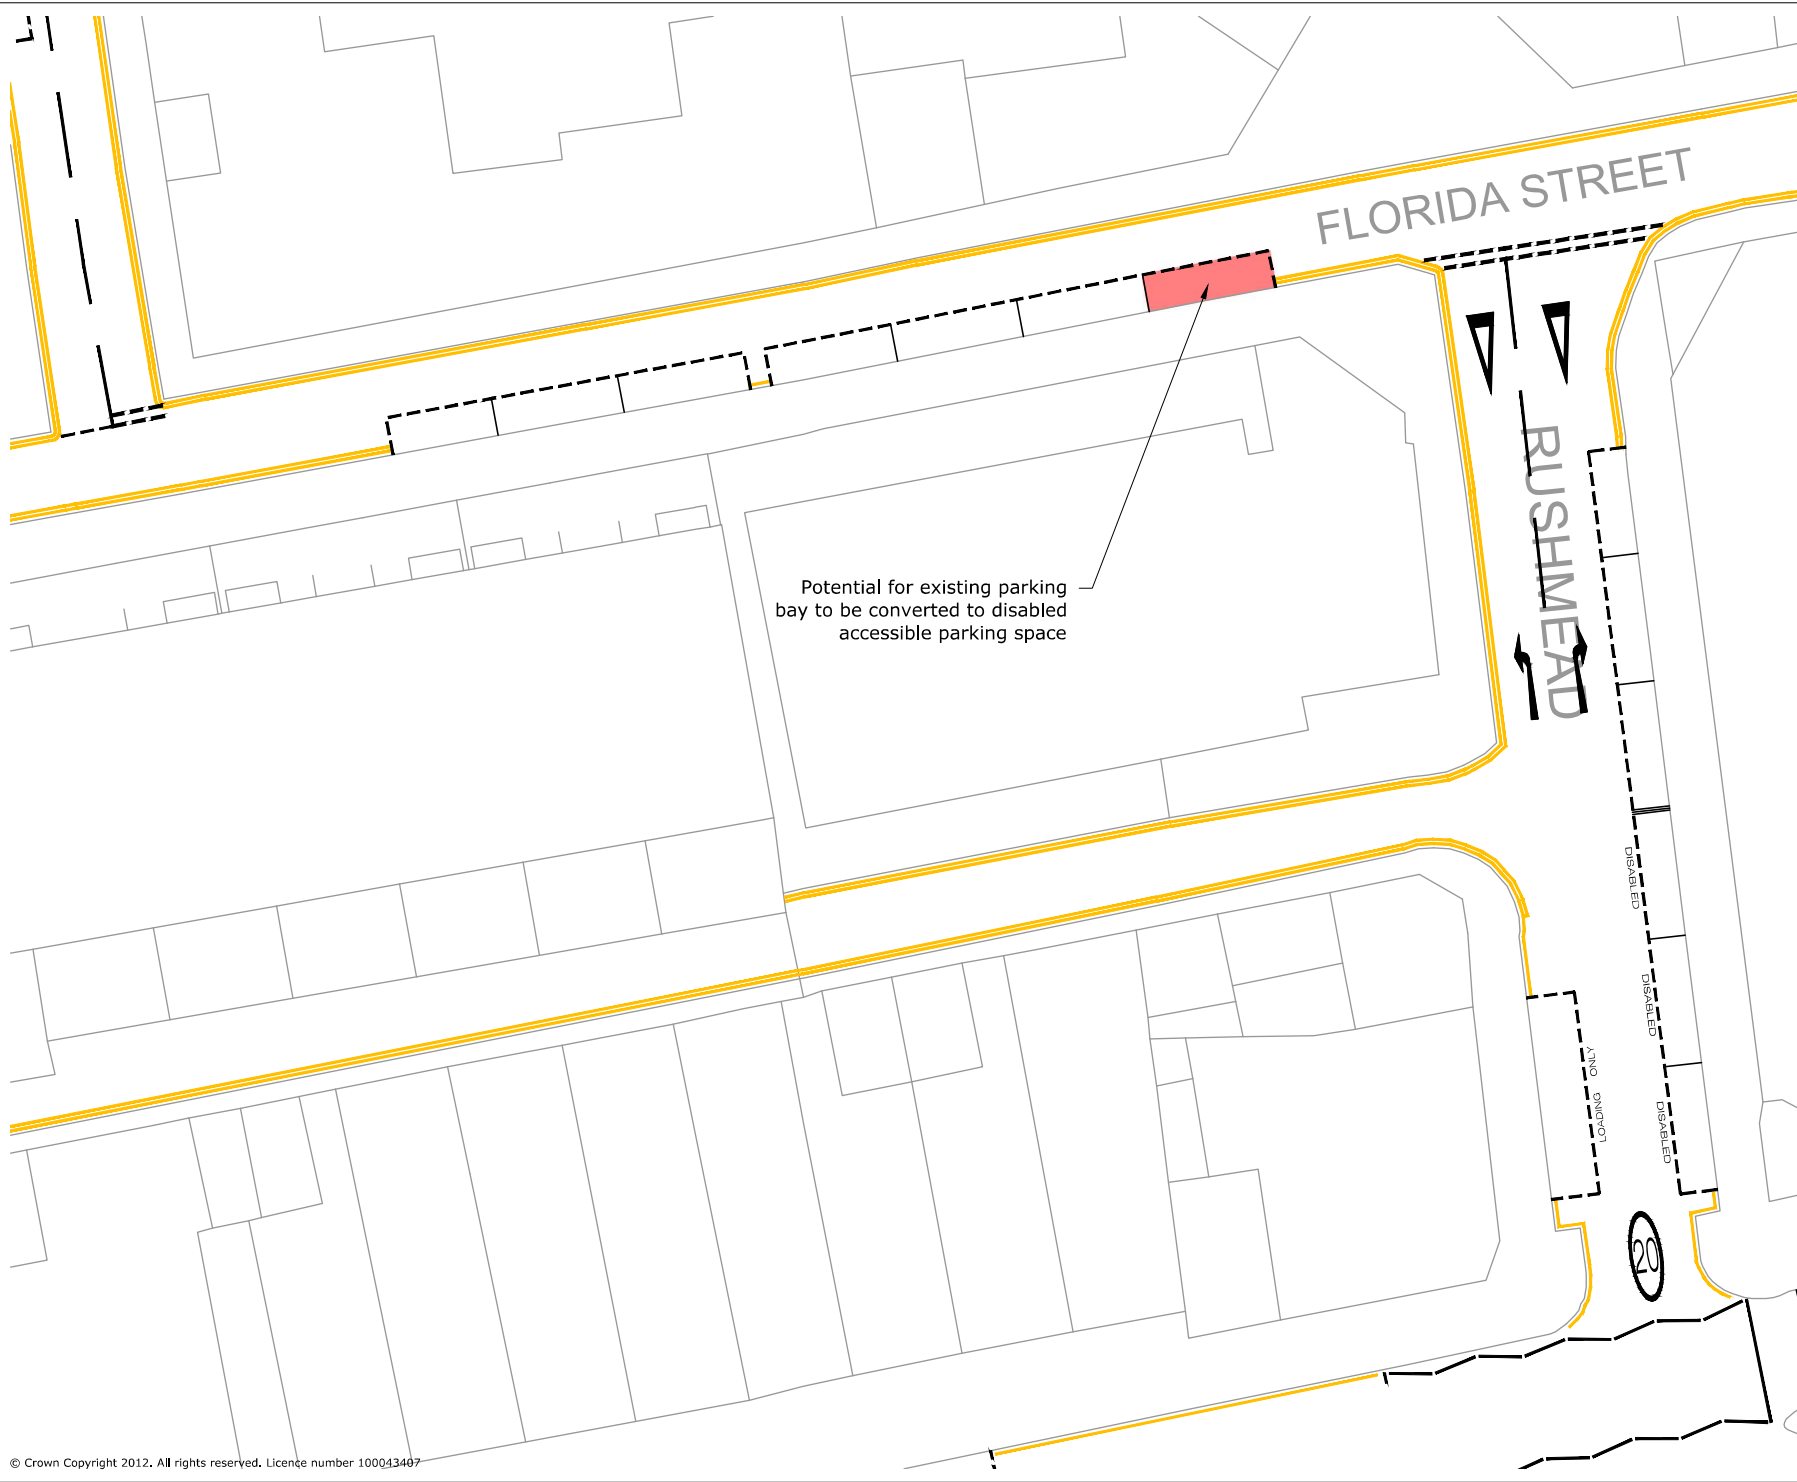 FLORIDA STREET
RUSHMEAD
Potential for existing parking
bay to be converted to disabled
accessible parking space
DISABLED
DISABLED
DISABLED
LOADING ONLY
20
© Crown Copyright 2012. All rights reserved. Licence number 100043407